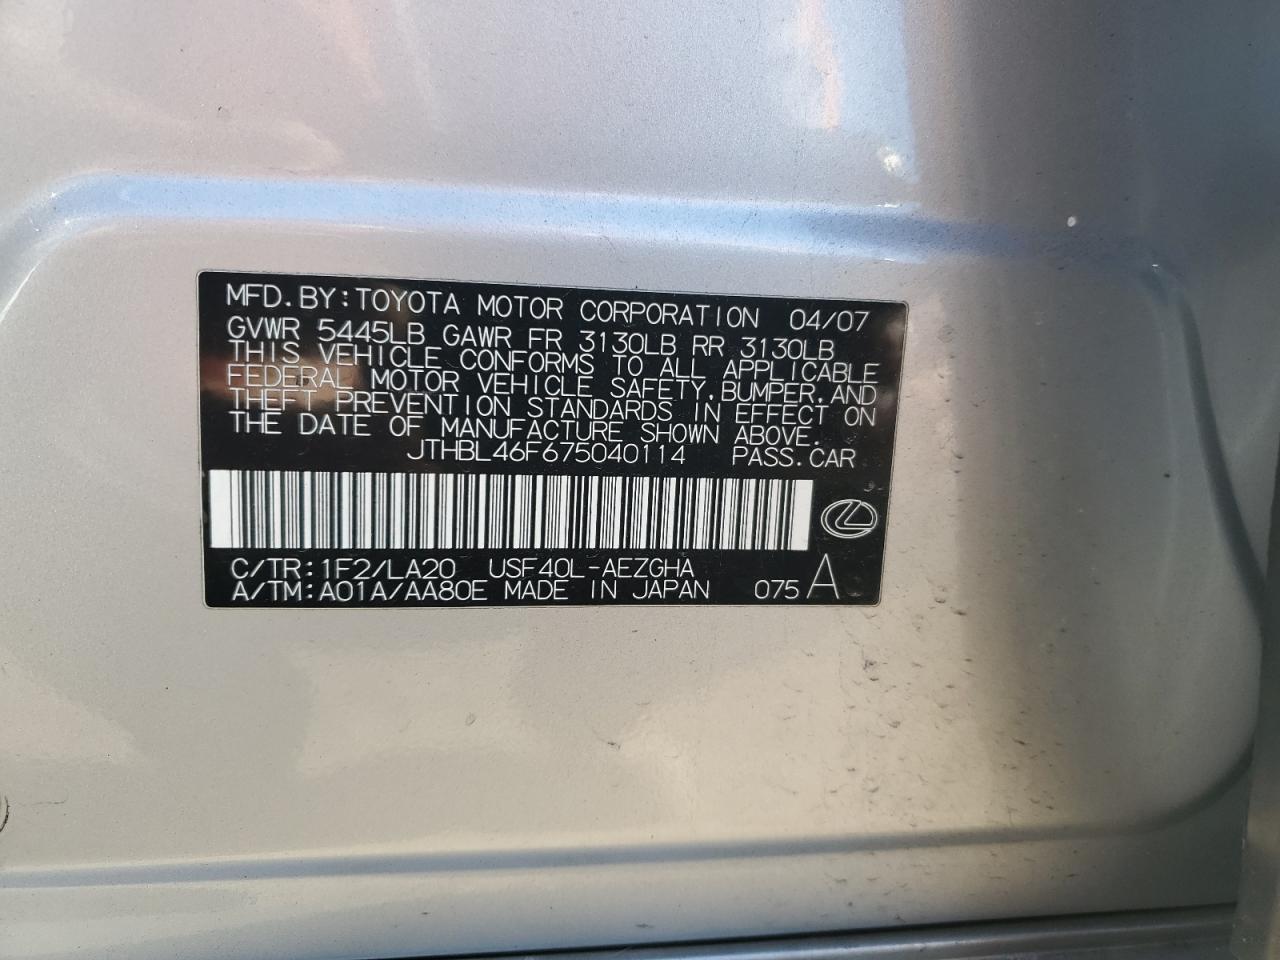 MFD.BY:TOYOTA MOTOR CORPORATION 04/07
GVWR 5445LB GAWR FR 3130LB RR 3130LB
THIS VEHICLE CONFORMS TO ALL APPLICABLE
FEDERAL MOTOR VEHICLE SAFETY,BUMPER,AND
THEFT PREVENTION STANDARDS IN EFFECT ON
THE DATE OF MANUFACTURE SHOWN ABOVE.
JTHBL46F675040114 PASS.CAR
C/TR:1F2/LA20 USF40L-AEZGHA
A/TM:A01A/AA80E MADE IN JAPAN 075 A